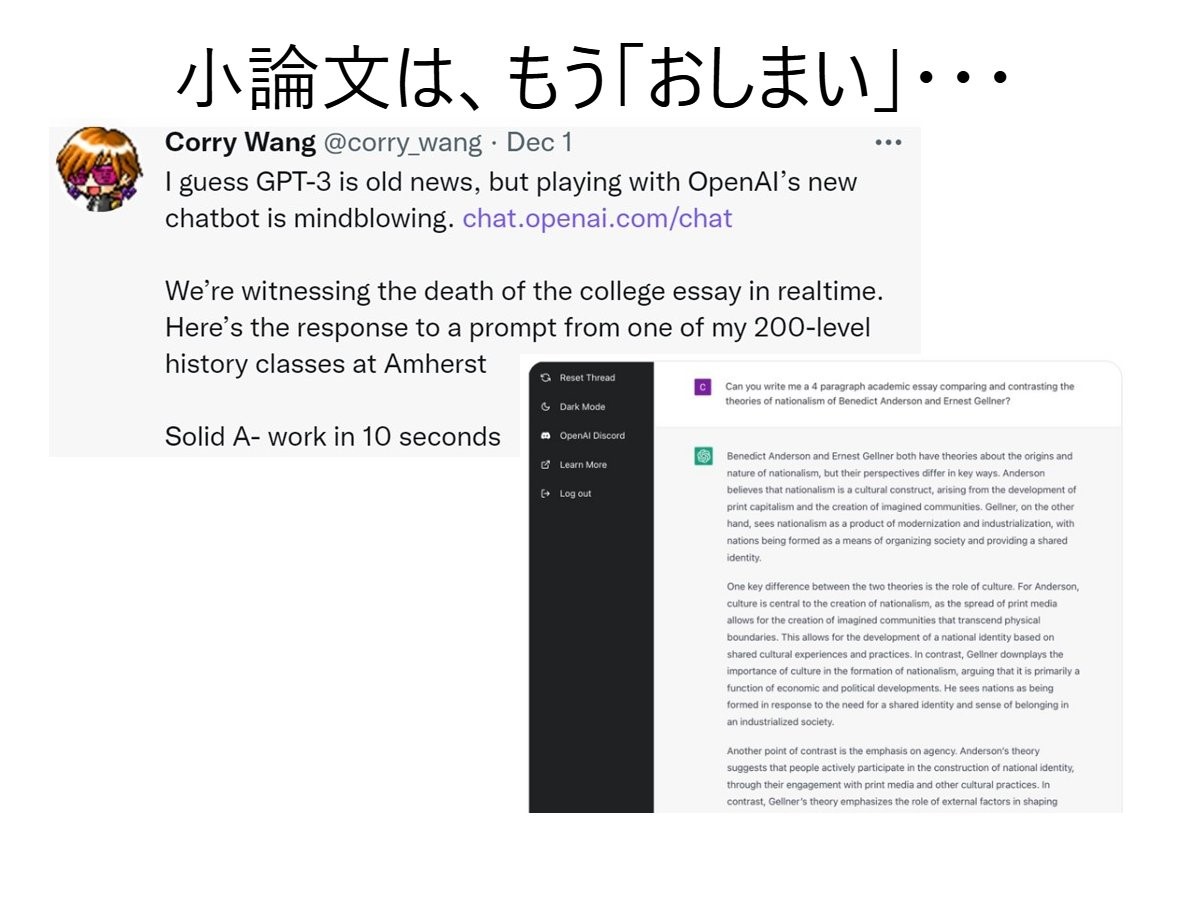 小論文は、もう「おしまい」・・・
Corry Wang @corry_wang · Dec 1
I guess GPT-3 is old news, but playing with OpenAI's new
chatbot is mindblowing. chat.openai.com/chat
We're witnessing the death of the college essay in realtime.
Here's the response to a prompt from one of my 200-level
history classes at Amherst
Solid A- work in 10 seconds
Reset Thread
Dark Mode
OpenAI Discord
Learn More
Log out
C
Can you write me a 4 paragraph academic essay comparing and contrasting the
theories of nationalism of Benedict Anderson and Ernest Gellner?
Benedict Anderson and Ernest Gellner both have theories about the origins and
nature of nationalism, but their perspectives differ in key ways. Anderson
believes that nationalism is a cultural construct, arising from the development of
print capitalism and the creation of imagined communities. Gellner, on the other
hand, sees nationalism as a product of modernization and industrialization, with
nations being formed as a means of organizing society and providing a shared
identity.
One key difference between the two theories is the role of culture. For Anderson,
culture is central to the creation of nationalism, as the spread of print media
allows for the creation of imagined communities that transcend physical
boundaries. This allows for the development of a national identity based on
shared cultural experiences and practices. In contrast, Gellner downplays the
importance of culture in the formation of nationalism, arguing that it is primarily a
function of economic and political developments. He sees nations as being
formed in response to the need for a shared identity and sense of belonging in
an industrialized society.
Another point of contrast is the emphasis on agency. Anderson's theory
suggests that people actively participate in the construction of national identity,
through their engagement with print media and other cultural practices. In
contrast, Gellner's theory emphasizes the role of external factors in shaping